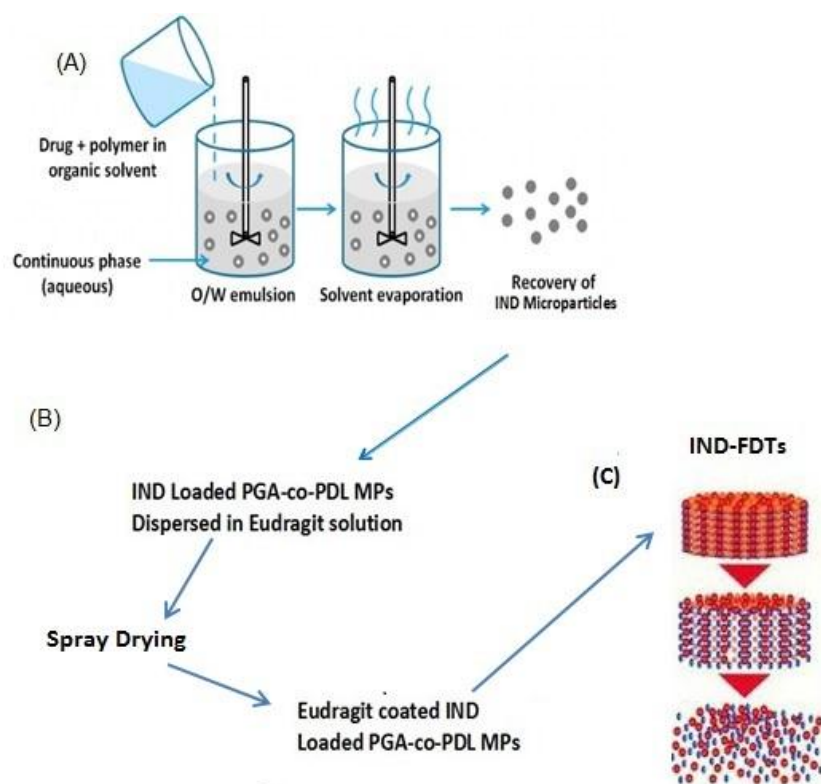 (A)
Drug + polymer in
organic solvent
Continuous phase
(aqueous)
O/W emulsion
Solvent evaporation
Recovery of
IND Microparticles
(B)
IND Loaded PGA-co-PDL MPs
Dispersed in Eudragit solution
Spray Drying
Eudragit coated IND
Loaded PGA-co-PDL MPs
(C)
IND-FDTs